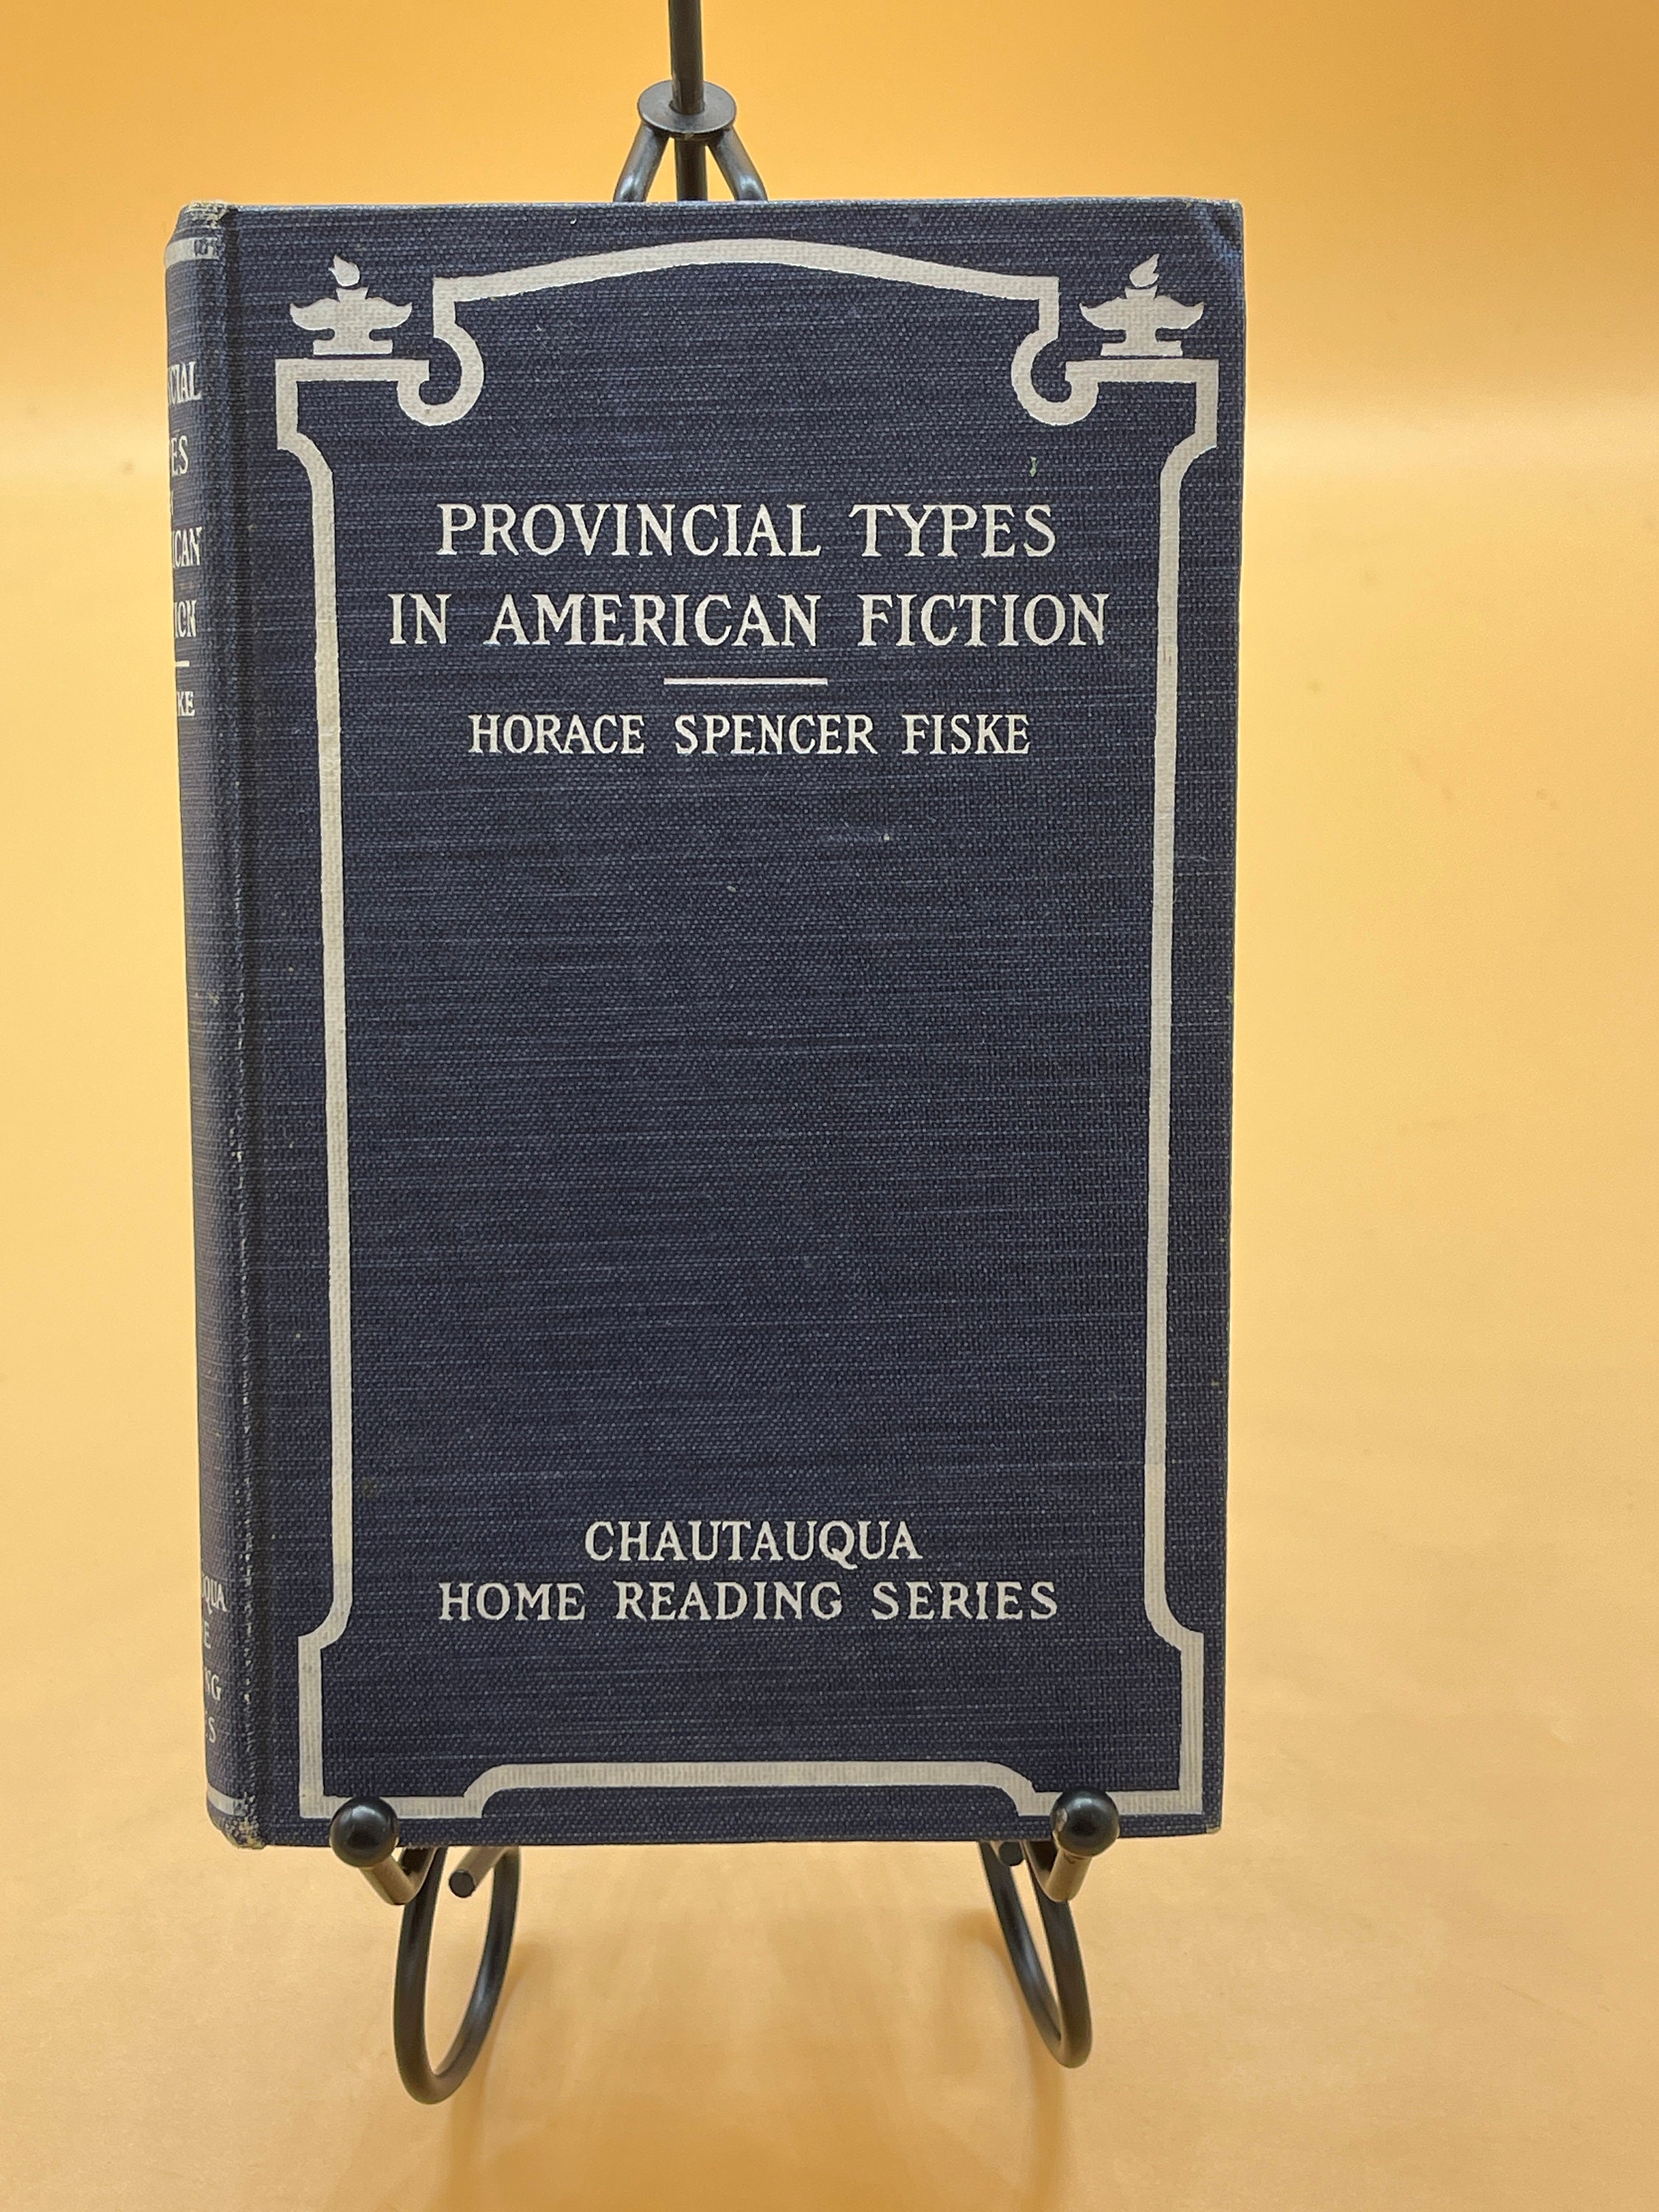 PROVINCIAL TYPES
IN AMERICAN FICTION
HORACE SPENCER FISKE
CHAUTAUQUA
HOME READING SERIES